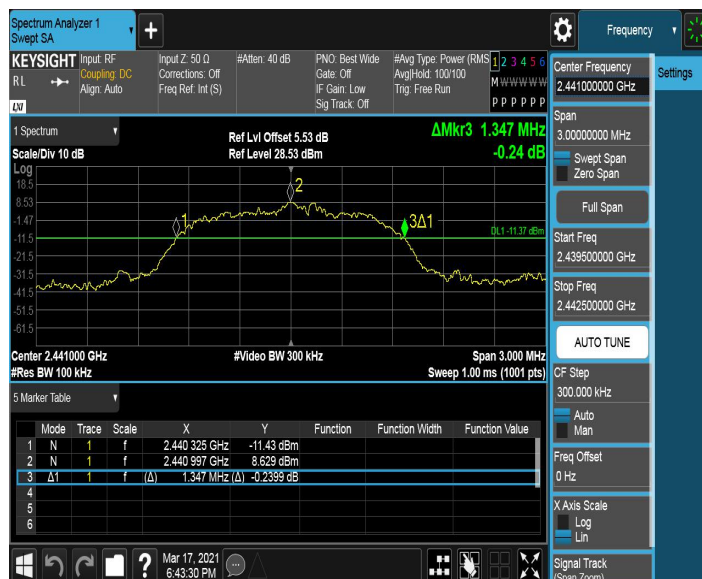 Spectrum Analyzer 1
Swept SA
+
Frequency
KEYSIGHT
Input: RF
Coupling: DC
Align: Auto
Input Z: 50 Ω
Corrections: Off
Freq Ref: Int (S)
#Atten: 40 dB
PNO: Best Wide
Gate: Off
IF Gain: Low
Sig Track: Off
#Avg Type: Power (RMS
Avg|Hold: 100/100
Trig: Free Run
1 2 3 4 5 6
M W W W W W
P P P P P P
R L
LXI
1 Spectrum
Scale/Div 10 dB
Ref Lvl Offset 5.53 dB
Ref Level 28.53 dBm
ΔMkr3 1.347 MHz
-0.24 dB
Log
18.5
8.53
-1.47
-11.5
-21.5
-31.5
-41.5
-51.5
-61.5
1
2
3Δ1
DL1 -11.37 dBm
Center 2.441000 GHz
#Video BW 300 kHz
Span 3.000 MHz
#Res BW 100 kHz
Sweep 1.00 ms (1001 pts)
5 Marker Table
Mode Trace Scale X Y Function Function Width Function Value
1 N 1 f 2.440 325 GHz -11.43 dBm
2 N 1 f 2.440 997 GHz 8.629 dBm
3 Δ1 1 f (Δ) 1.347 MHz (Δ) -0.2399 dB
4
5
6
?
Mar 17, 2021
6:43:30 PM
Center Frequency
2.441000000 GHz
Span
3.00000000 MHz
Swept Span
Zero Span
Full Span
Start Freq
2.439500000 GHz
Stop Freq
2.442500000 GHz
AUTO TUNE
CF Step
300.000 kHz
Auto
Man
Freq Offset
0 Hz
X Axis Scale
Log
Lin
Signal Track
(Span Zoom)
Settings